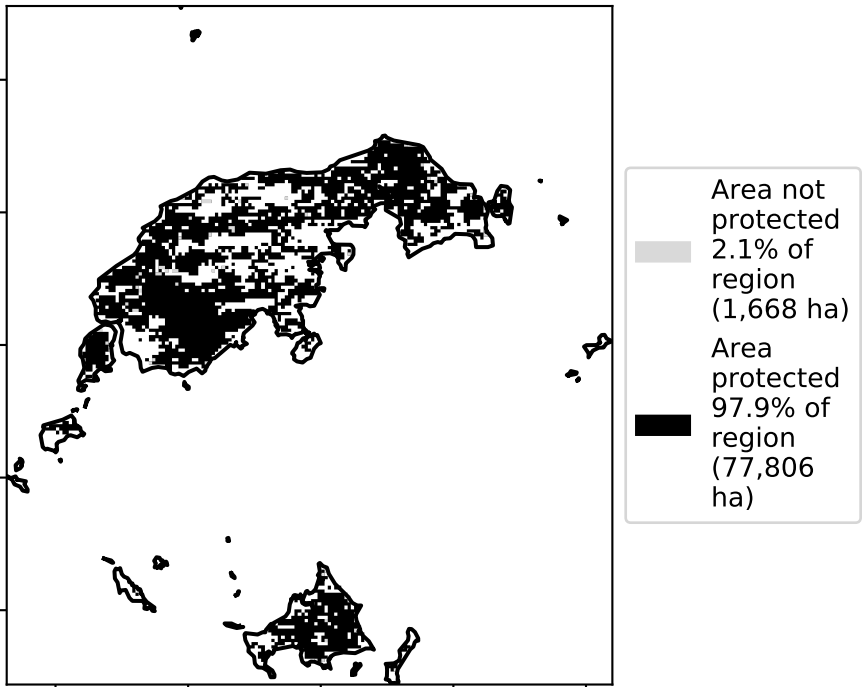 Area not
protected
2.1% of
region
(1,668 ha)
Area
protected
97.9% of
region
(77,806
ha)